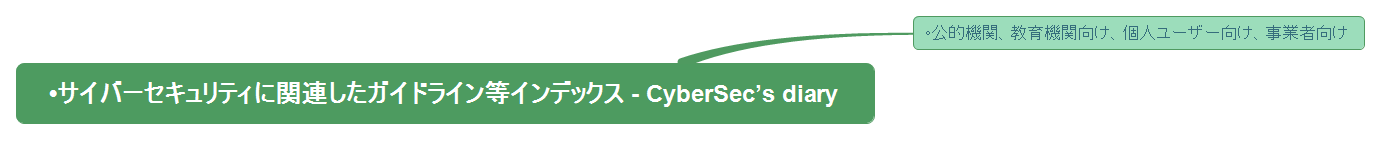 ◦公的機関、教育機関向け、個人ユーザー向け、事業者向け
•サイバーセキュリティに関連したガイドライン等インデックス - CyberSec’s diary